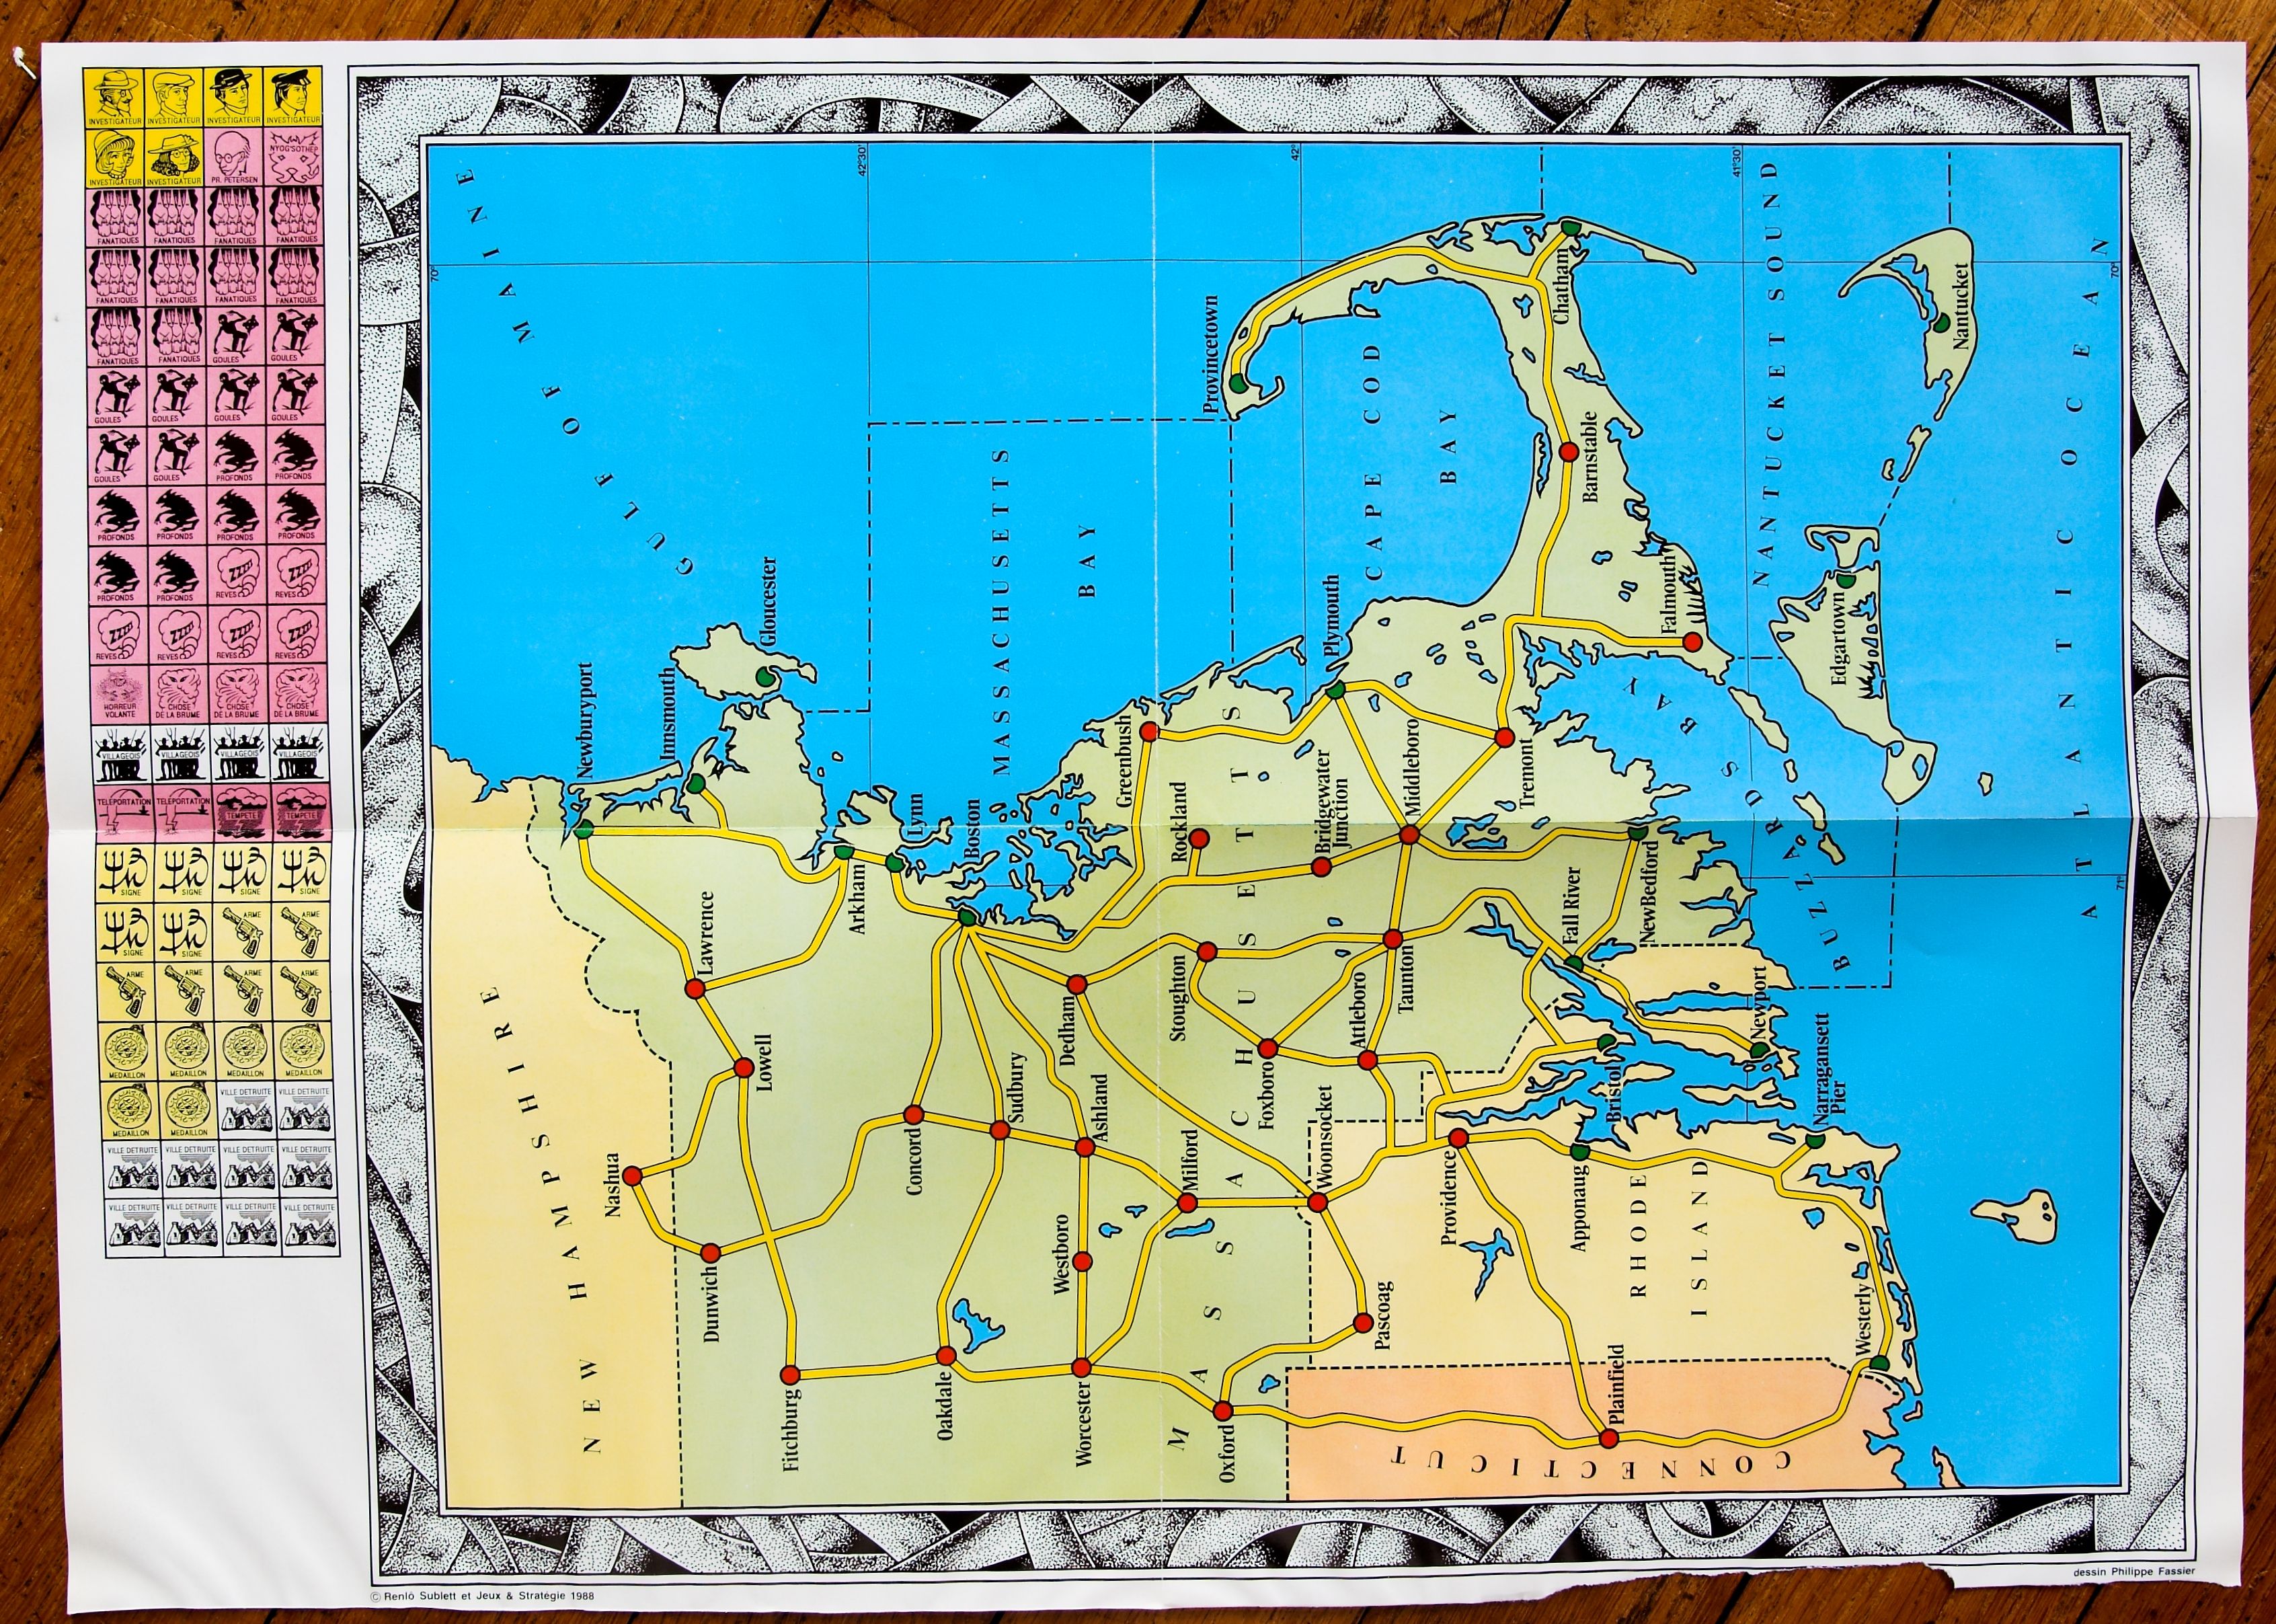 INVESTIGATEUR INVESTIGATEUR INVESTIGATEUR INVESTIGATEUR
INVESTIGATEUR INVESTIGATEUR PR. PETERSEN NYOG'SOTHEP
FANATIQUES FANATIQUES FANATIQUES FANATIQUES
FANATIQUES FANATIQUES FANATIQUES FANATIQUES
FANATIQUES FANATIQUES GOULES GOULES
GOULES GOULES GOULES GOULES
GOULES GOULES PROFONDS PROFONDS
PROFONDS PROFONDS PROFONDS PROFONDS
PROFONDS PROFONDS REVES REVES
REVES REVES REVES REVES
HORREUR VOLANTE CHOSE DE LA BRUME CHOSE DE LA BRUME CHOSE DE LA BRUME
VILLAGEOIS VILLAGEOIS VILLAGEOIS VILLAGEOIS
TELEPORTATION TELEPORTATION TEMPETE TEMPETE
SIGNE SIGNE SIGNE SIGNE
SIGNE SIGNE ARME ARME
ARME ARME ARME ARME
MEDAILLON MEDAILLON MEDAILLON MEDAILLON
MEDAILLON MEDAILLON VILLE DETRUITE VILLE DETRUITE
VILLE DETRUITE VILLE DETRUITE VILLE DETRUITE VILLE DETRUITE
VILLE DETRUITE VILLE DETRUITE VILLE DETRUITE VILLE DETRUITE
NEW HAMPSHIRE
GULF OF MAINE
MASSACHUSETTS
BAY
CAPE COD
BAY
NANTUCKET SOUND
BUZZARDS BAY
ATLANTIC OCEAN
MASSACHUSETTS
RHODE
ISLAND
CONNECTICUT
70°
42°30'
42°
41°30'
70°
71°
Newburyport
Innsmouth
Gloucester
Arkham
Lynn
Boston
Lawrence
Lowell
Nashua
Dunwich
Fitchburg
Concord
Sudbury
Oakdale
Ashland
Dedham
Westboro
Worcester
Milford
Oxford
Woonsocket
Pascoag
Foxboro
Stoughton
Attleboro
Taunton
Rockland
Greenbush
Bridgewater
Junction
Middleboro
Plymouth
Provincetown
Tremont
Barnstable
Chatham
Falmouth
Nantucket
Edgartown
New Bedford
Fall River
Newport
Bristol
Narragansett
Pier
Providence
Apponaug
Plainfield
Westerly
© Renlô Sublett et Jeux & Stratégie 1988
dessin Philippe Fassier